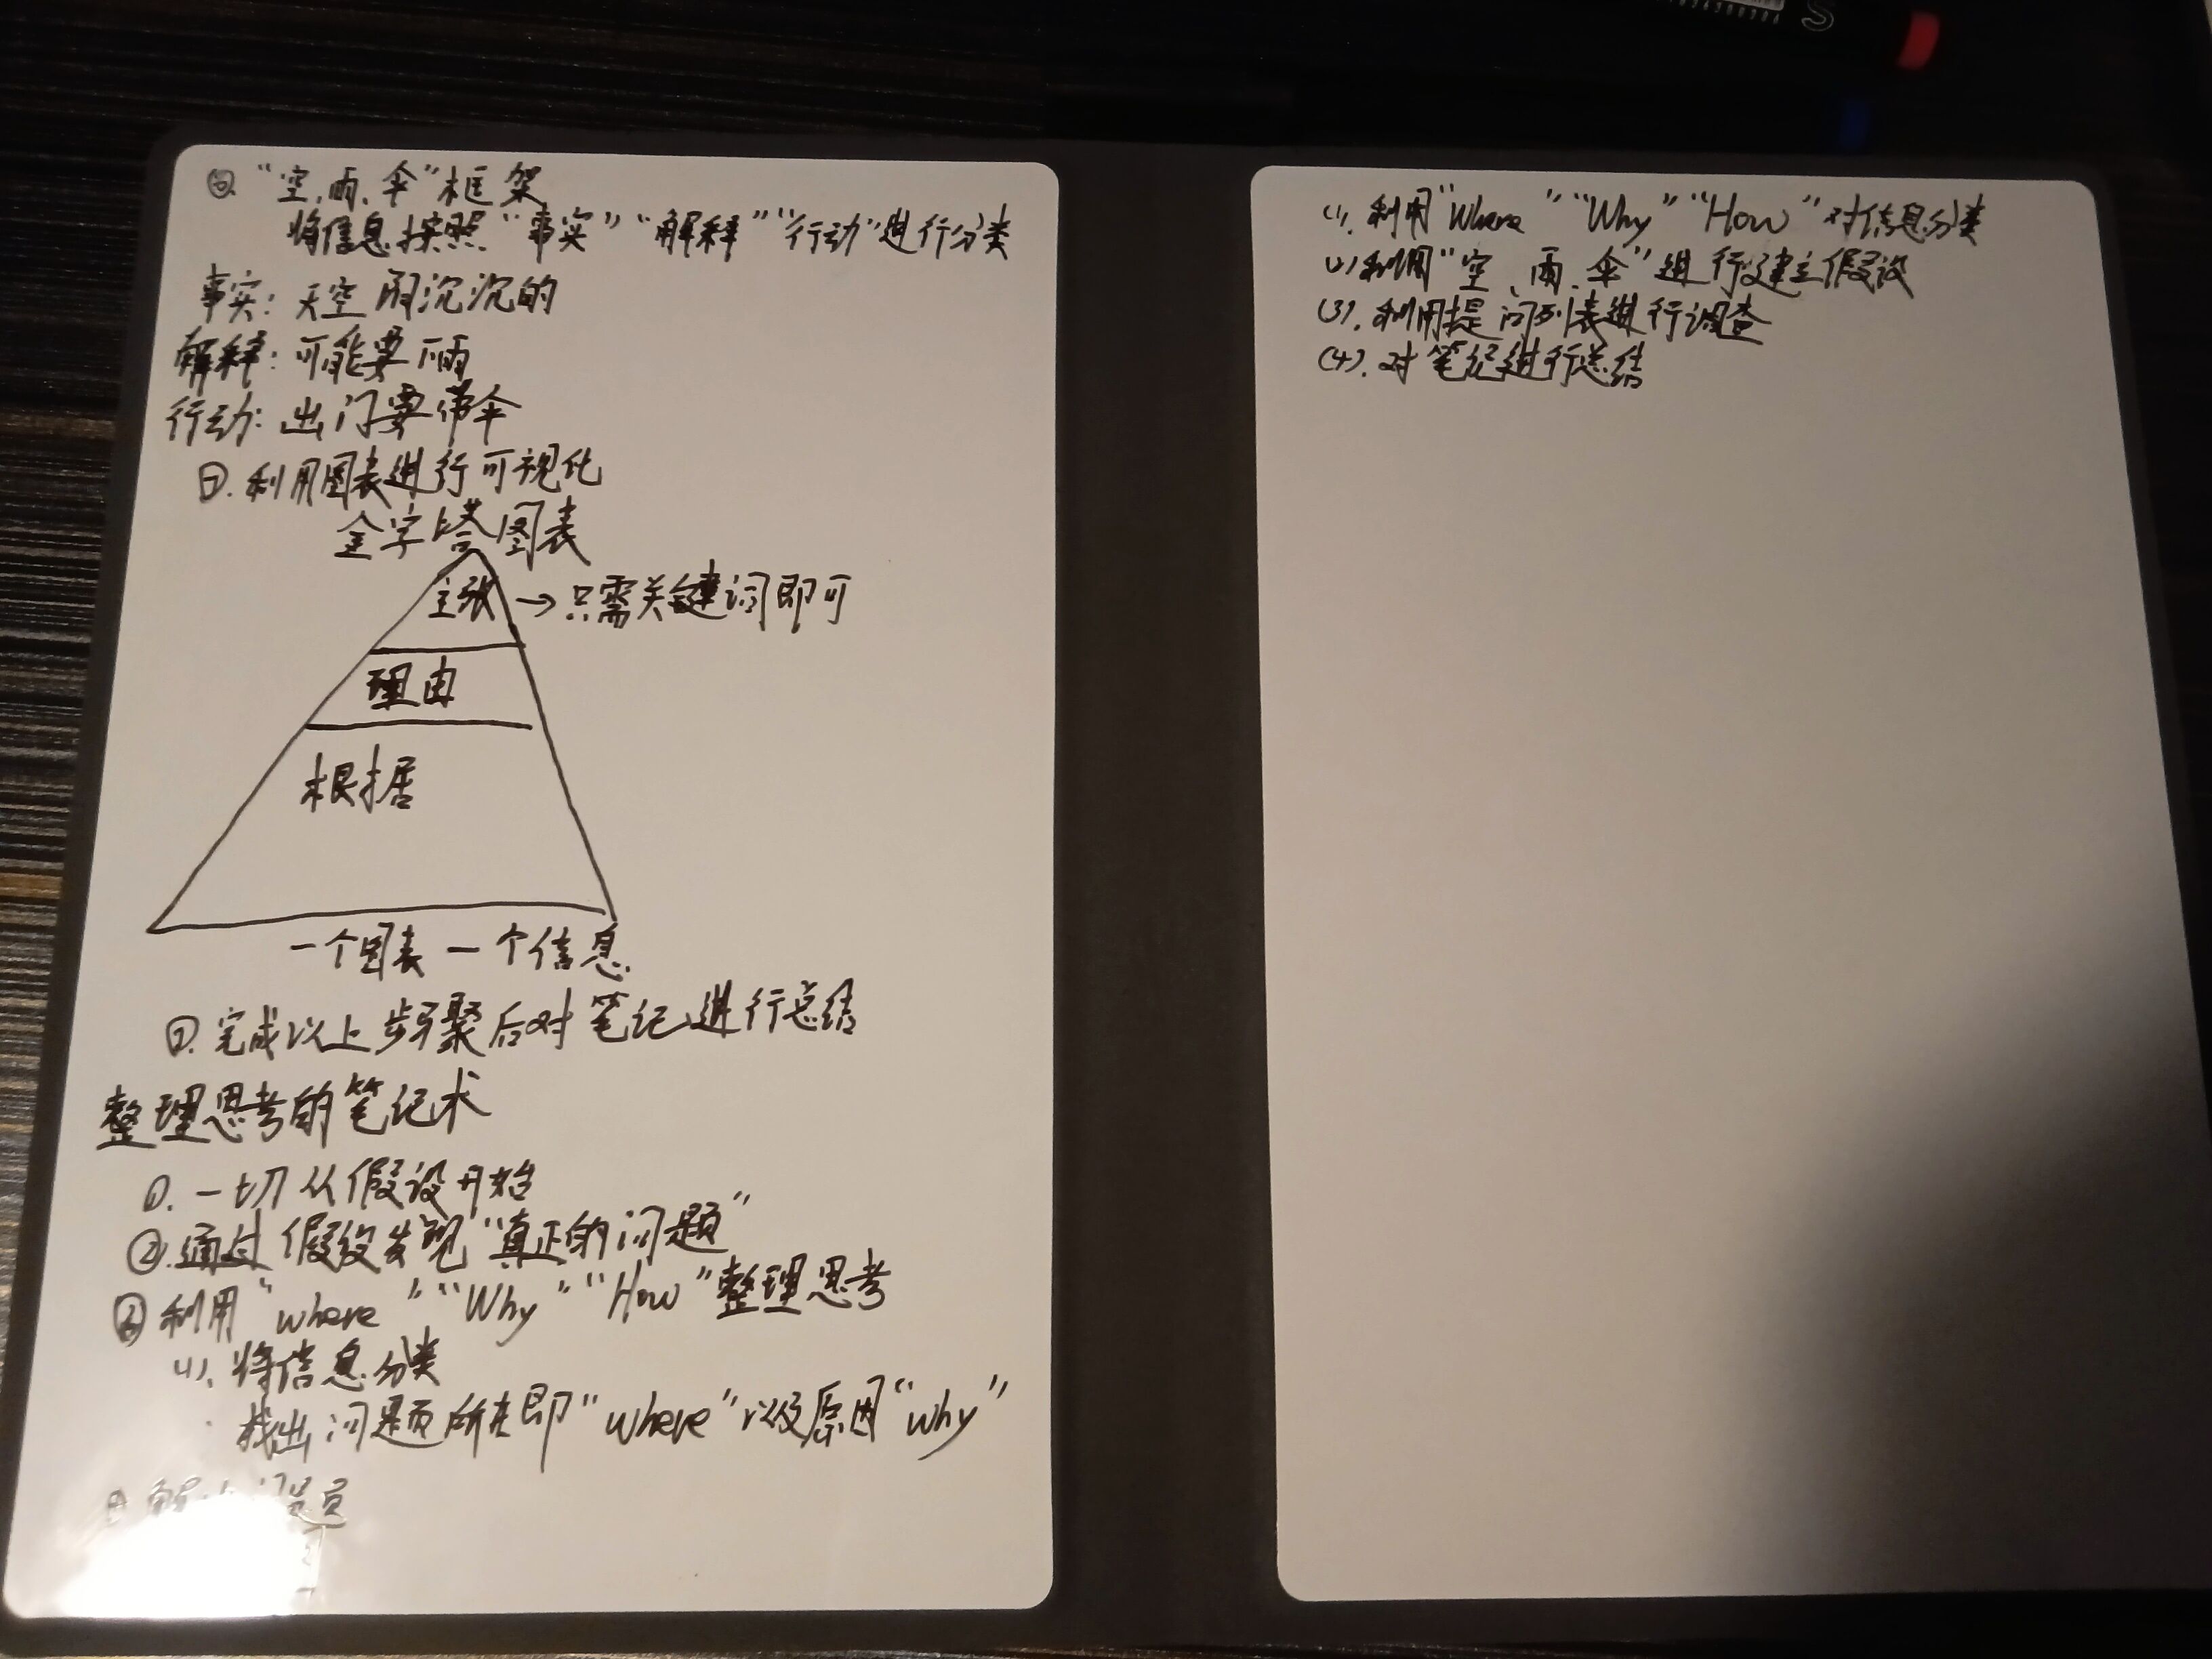 ⑥. “空、雨、伞”框架
将信息按照“事实”“解释”“行动”进行分类
事实：天空阴沉沉的
解释：可能要下雨
行动：出门要带伞
⑦. 利用图表进行可视化
金字塔图表
主张 → 只需关键词即可
理由
根据
一个图表一个信息
完成以上步骤后对笔记进行总结
整理思考的笔记术
①. 一切从假设开始
②. 通过假设发现“真正的问题”
③ 利用“where”“Why”“How”整理思考
(1). 将信息分类
找出问题所在即“where”以及原因“why”
(1). 利用“Where”“Why”“How”对信息分类
(2) 利用“空、雨、伞”进行建立假设
(3). 利用提问列表进行调查
(4). 对笔记进行总结